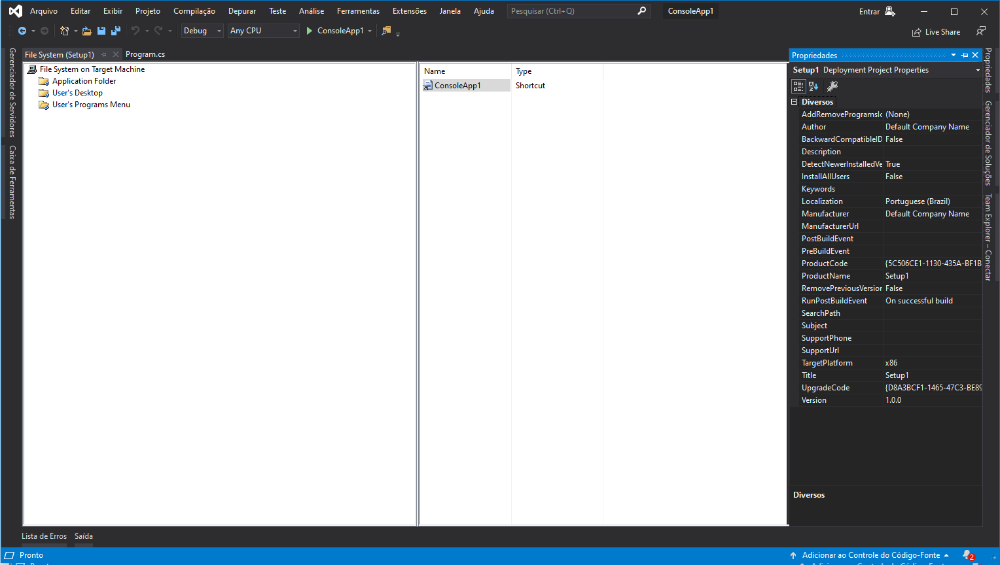 Arquivo Editar Exibir Projeto Compilação Depurar Teste Análise Ferramentas Extensões Janela Ajuda Pesquisar (Ctrl+Q) ConsoleApp1 Entrar
Debug Any CPU ConsoleApp1 Live Share
File System (Setup1) Program.cs
Gerenciador de Servidores
Caixa de Ferramentas
File System on Target Machine
Application Folder
User's Desktop
User's Programs Menu
Name Type
ConsoleApp1 Shortcut
Propriedades
Setup1 Deployment Project Properties
Diversos
AddRemoveProgramsIc (None)
Author Default Company Name
BackwardCompatibleID False
Description
DetectNewerInstalledVe True
InstallAllUsers False
Keywords
Localization Portuguese (Brazil)
Manufacturer Default Company Name
ManufacturerUrl
PostBuildEvent
PreBuildEvent
ProductCode {5C506CE1-1130-435A-BF1B
ProductName Setup1
RemovePreviousVersion False
RunPostBuildEvent On successful build
SearchPath
Subject
SupportPhone
SupportUrl
TargetPlatform x86
Title Setup1
UpgradeCode {D8A3BCF1-1465-47C3-BE89
Version 1.0.0
Diversos
Propriedades
Gerenciador de Soluções
Team Explorer – Conectar
Lista de Erros Saída
Pronto Adicionar ao Controle do Código-Fonte 2